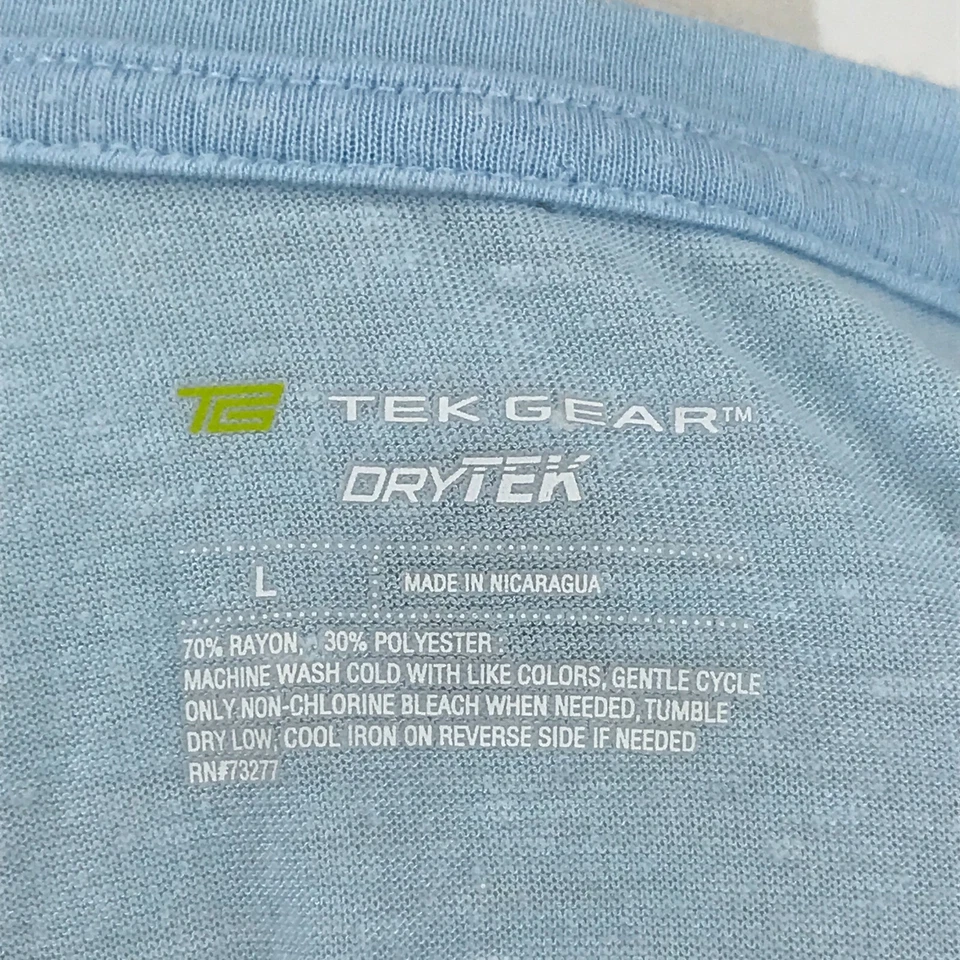 TG TEK GEAR™
DRYTEK
L MADE IN NICARAGUA
70% RAYON, 30% POLYESTER
MACHINE WASH COLD WITH LIKE COLORS, GENTLE CYCLE
ONLY NON-CHLORINE BLEACH WHEN NEEDED, TUMBLE
DRY LOW, COOL IRON ON REVERSE SIDE IF NEEDED
RN#73277